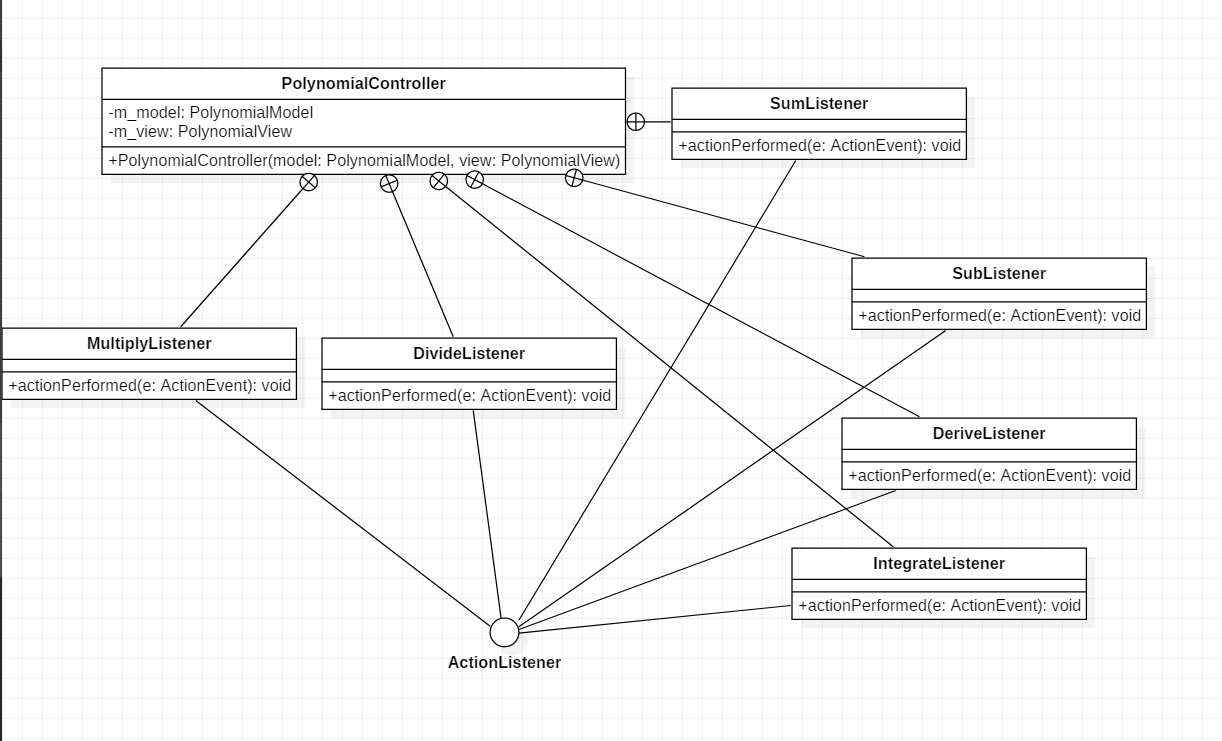 PolynomialController
-m_model: PolynomialModel
-m_view: PolynomialView
+PolynomialController(model: PolynomialModel, view: PolynomialView)
SumListener
+actionPerformed(e: ActionEvent): void
SubListener
+actionPerformed(e: ActionEvent): void
MultiplyListener
+actionPerformed(e: ActionEvent): void
DivideListener
+actionPerformed(e: ActionEvent): void
DeriveListener
+actionPerformed(e: ActionEvent): void
IntegrateListener
+actionPerformed(e: ActionEvent): void
ActionListener